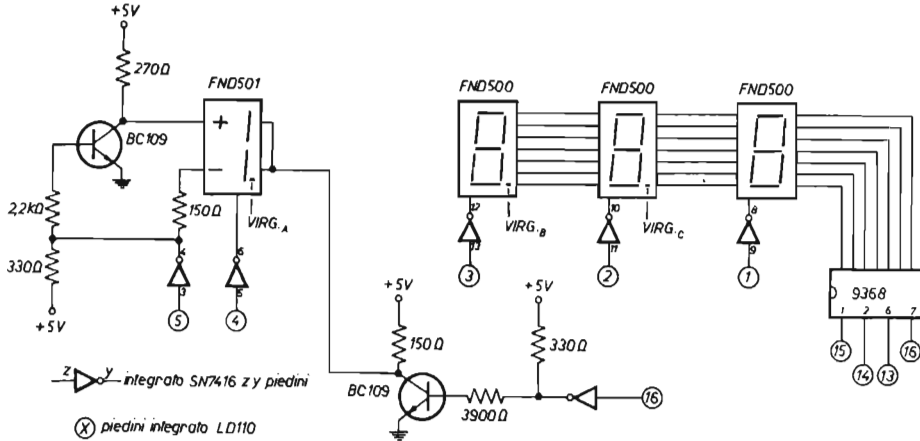 +5V
270Ω
FND501
BC109
+
−
2,2kΩ
150Ω
VIRG. A
330Ω
4
3
6
5
+5V
5
4
FND500
FND500
FND500
12
10
8
VIRG. B
VIRG. C
13
11
9
3
2
1
9368
1 2 6 7
15
14
13
16
+5V
+5V
150Ω
330Ω
BC109
3900Ω
16
z y integrato SN7416 z y piedini
X piedini integrato LD110